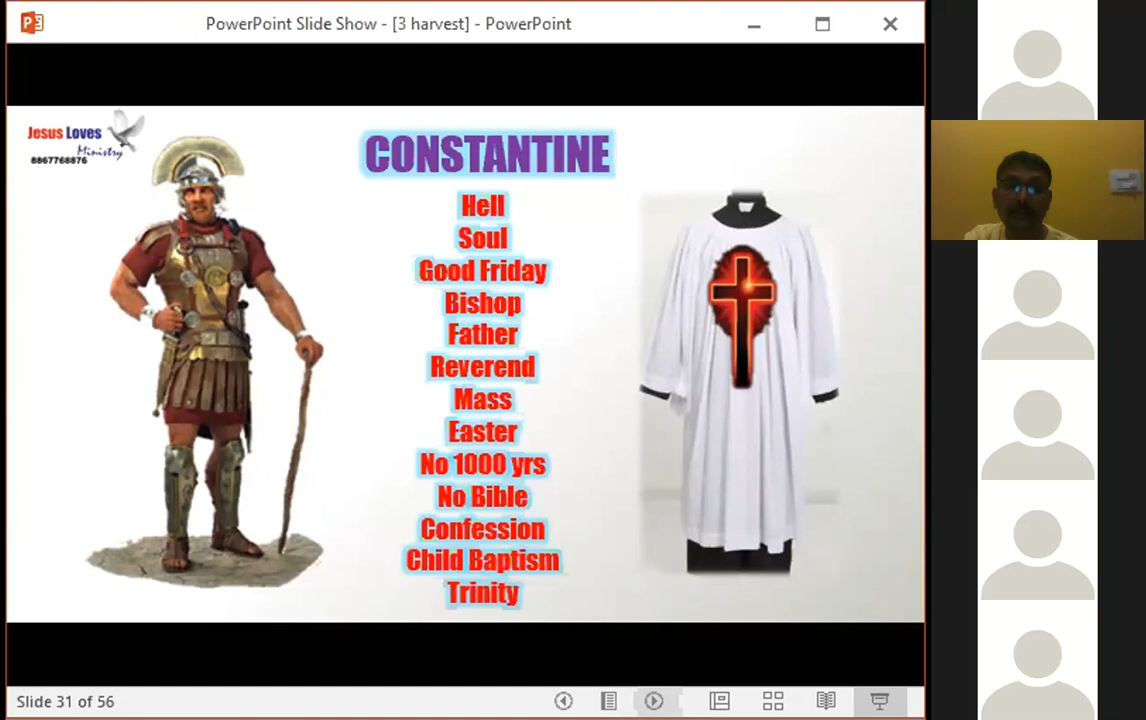 PowerPoint Slide Show - [3 harvest] - PowerPoint
Jesus Loves
Ministry
8867768876
CONSTANTINE
Hell
Soul
Good Friday
Bishop
Father
Reverend
Mass
Easter
No 1000 yrs
No Bible
Confession
Child Baptism
Trinity
Slide 31 of 56